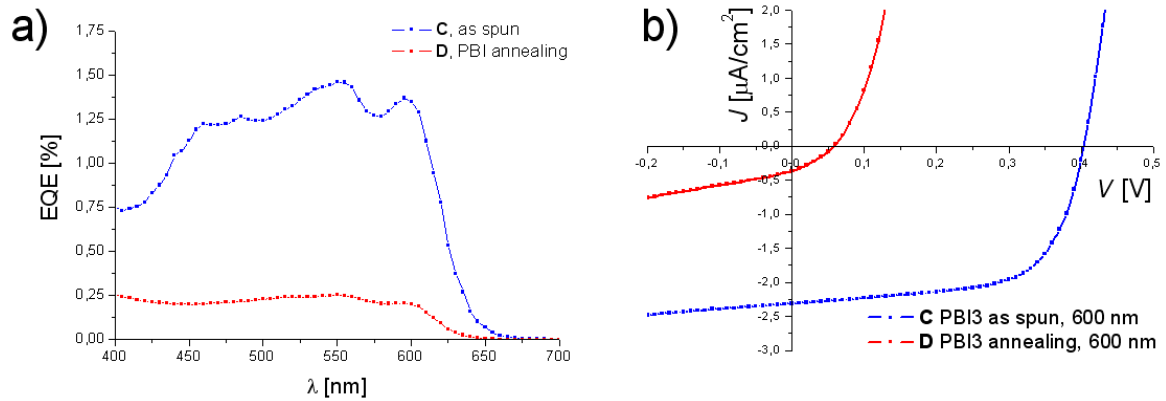 a)
1,75
1,50
1,25
1,00
0,75
0,50
0,25
0,00
EQE [%]
C, as spun
D, PBI annealing
400 450 500 550 600 650 700
λ [nm]
b)
J [µA/cm²]
2,0
1,5
1,0
0,5
0,0
-0,5
-1,0
-1,5
-2,0
-2,5
-3,0
-0,2 -0,1 0,0 0,1 0,2 0,3 0,4 0,5
V [V]
C PBI3 as spun, 600 nm
D PBI3 annealing, 600 nm